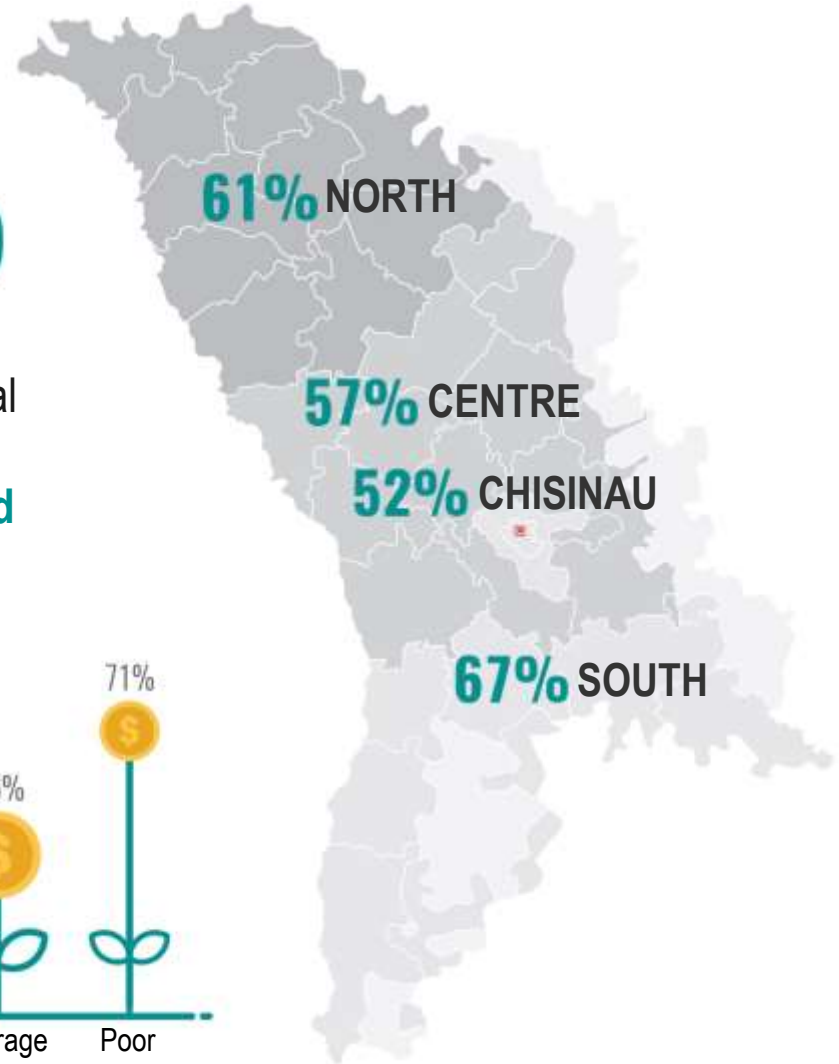 61% NORTH
57% CENTRE
52% CHISINAU
67% SOUTH
71%
$
Poor